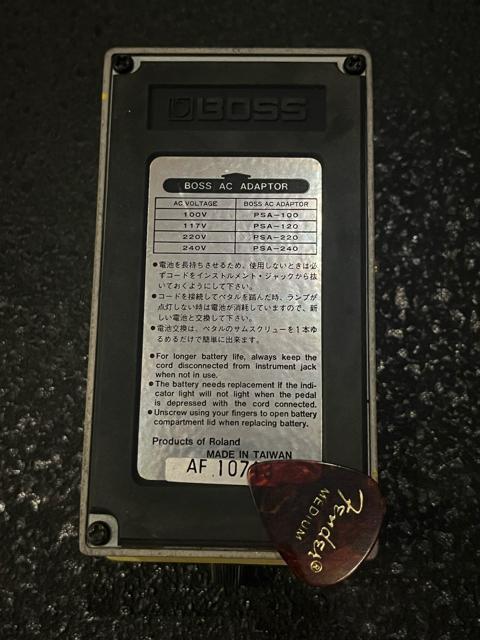 BOSS
BOSS AC ADAPTOR
AC VOLTAGE BOSS AC ADAPTOR
100V PSA-100
117V PSA-120
220V PSA-220
240V PSA-240
●電池を長持ちさせるため、使用しないときは必
ずコードをインストルメント・ジャックから抜
いておくようにして下さい。
●コードを接続してペダルを踏んだ時、ランプが
点灯しない時は電池が消耗していますので、新
しい電池と交換して下さい。
●電池交換は、ペダルのサムスクリューを1本ゆ
るめるだけで簡単に出来ます。
●For longer battery life, always keep the
cord disconnected from instrument jack
when not in use.
●The battery needs replacement if the indi-
cator light will not light when the pedal
is depressed with the cord connected.
●Unscrew using your fingers to open battery
compartment lid when replacing battery.
Products of Roland
MADE IN TAIWAN
AF 107
Fender®
MEDIUM